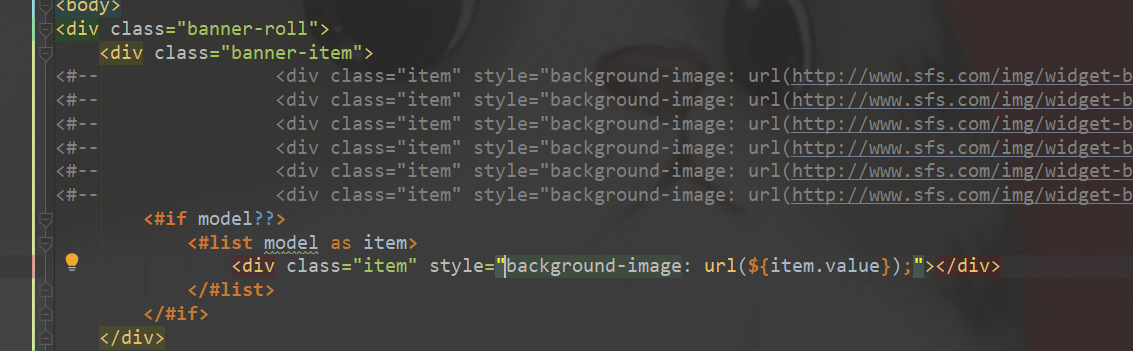 <body>
<div class="banner-roll">
<div class="banner-item">
<#-- <div class="item" style="background-image: url(http://www.sfs.com/img/widget-b
<#-- <div class="item" style="background-image: url(http://www.sfs.com/img/widget-b
<#-- <div class="item" style="background-image: url(http://www.sfs.com/img/widget-b
<#-- <div class="item" style="background-image: url(http://www.sfs.com/img/widget-b
<#-- <div class="item" style="background-image: url(http://www.sfs.com/img/widget-b
<#-- <div class="item" style="background-image: url(http://www.sfs.com/img/widget-b
<#if model??>
<#list model as item>
<div class="item" style="background-image: url(${item.value});"></div>
</#list>
</#if>
</div>